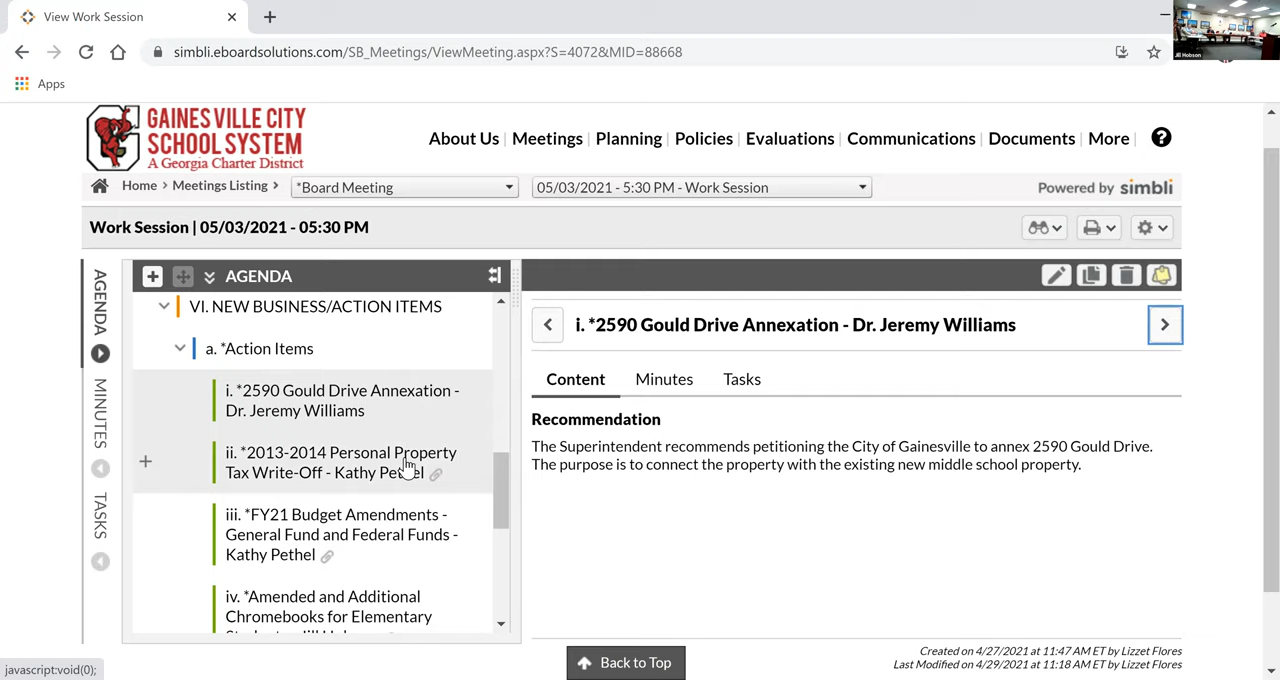 View Work Session
simbli.eboardsolutions.com/SB_Meetings/ViewMeeting.aspx?S=4072&MID=88668
Jill Hobson
Apps
GAINESVILLE CITY
SCHOOL SYSTEM
A Georgia Charter District
About Us | Meetings | Planning | Policies | Evaluations | Communications | Documents | More | ?
Home > Meetings Listing >
*Board Meeting
05/03/2021 - 5:30 PM - Work Session
Powered by simbli
Work Session | 05/03/2021 - 05:30 PM
AGENDA
MINUTES
TASKS
AGENDA
VI. NEW BUSINESS/ACTION ITEMS
a. *Action Items
i. *2590 Gould Drive Annexation -
Dr. Jeremy Williams
ii. *2013-2014 Personal Property
Tax Write-Off - Kathy Pethel
iii. *FY21 Budget Amendments -
General Fund and Federal Funds -
Kathy Pethel
iv. *Amended and Additional
Chromebooks for Elementary
i. *2590 Gould Drive Annexation - Dr. Jeremy Williams
Content
Minutes
Tasks
Recommendation
The Superintendent recommends petitioning the City of Gainesville to annex 2590 Gould Drive.
The purpose is to connect the property with the existing new middle school property.
Back to Top
Created on 4/27/2021 at 11:47 AM ET by Lizzet Flores
Last Modified on 4/29/2021 at 11:18 AM ET by Lizzet Flores
javascript:void(0);